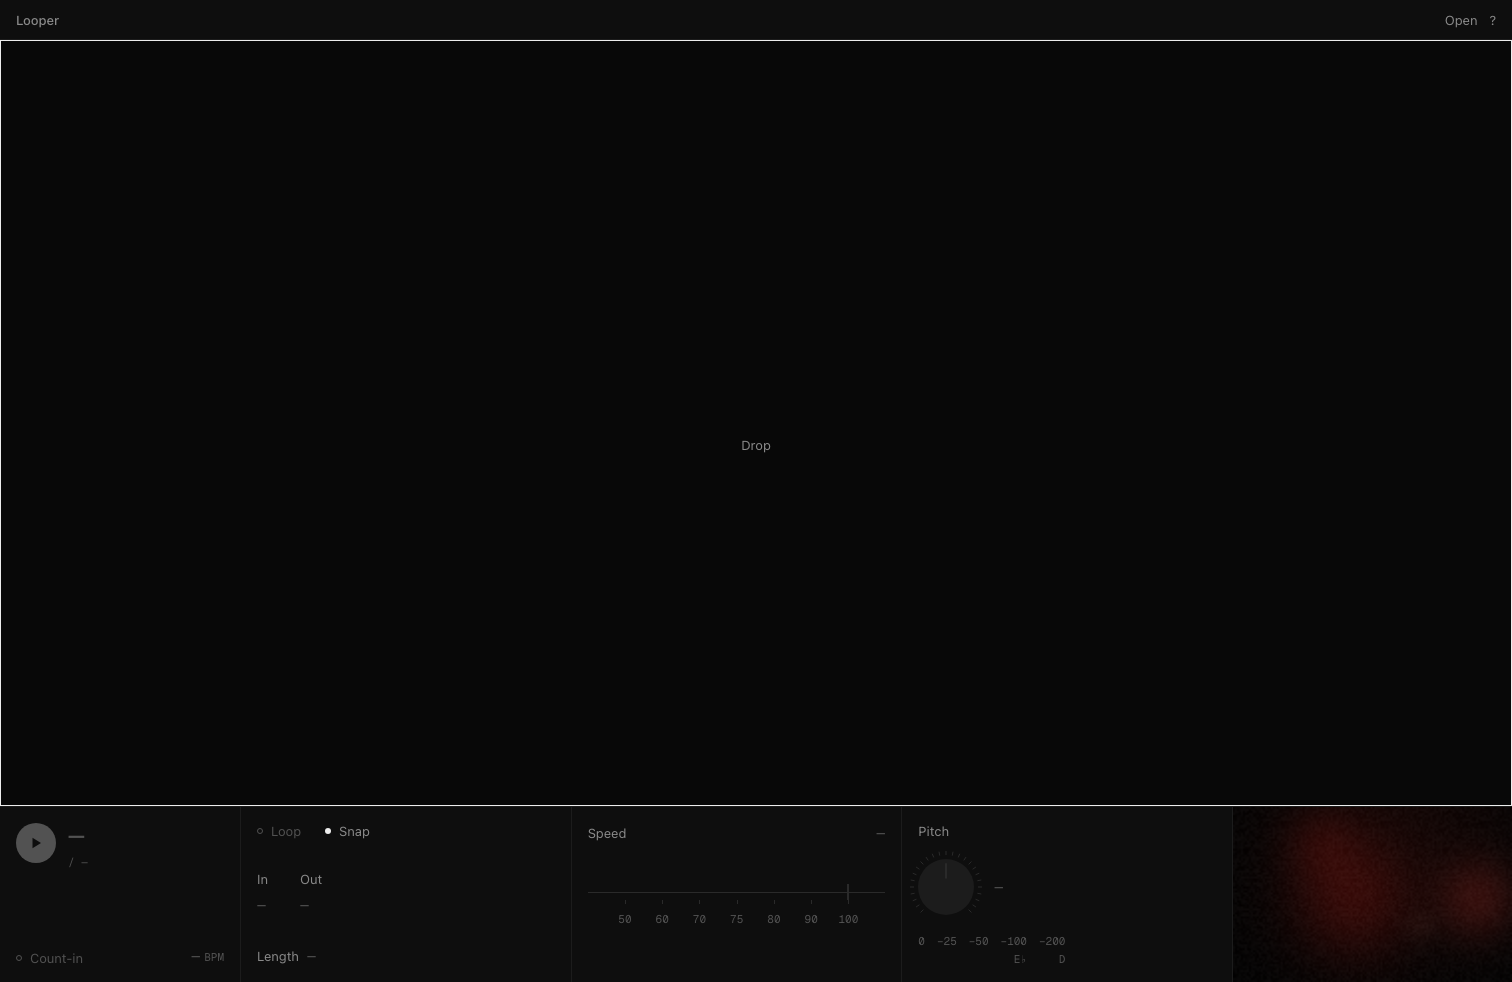 Looper
Open ?
Drop
—
/ —
Count-in
— BPM
Loop Snap
In Out
— —
Length —
Speed —
50 60 70 75 80 90 100
Pitch
—
0 -25 -50 -100 -200
E♭ D